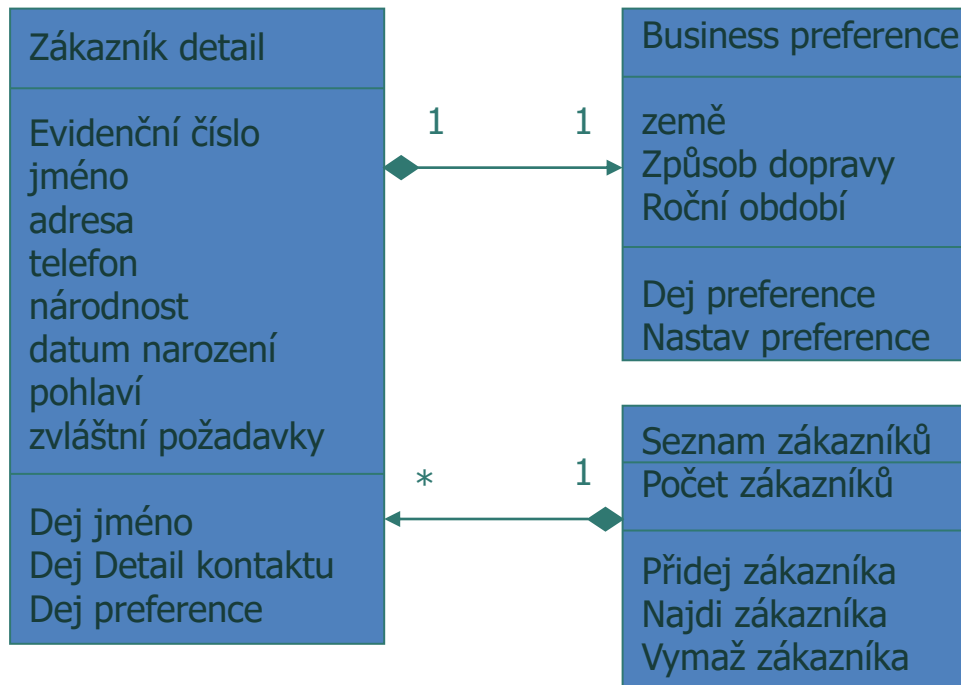 Zákazník detail
Evidenční číslo
jméno
adresa
telefon
národnost
datum narození
pohlaví
zvláštní požadavky
Dej jméno
Dej Detail kontaktu
Dej preference
1
1
Business preference
země
Způsob dopravy
Roční období
Dej preference
Nastav preference
*
1
Seznam zákazníků
Počet zákazníků
Přidej zákazníka
Najdi zákazníka
Vymaž zákazníka